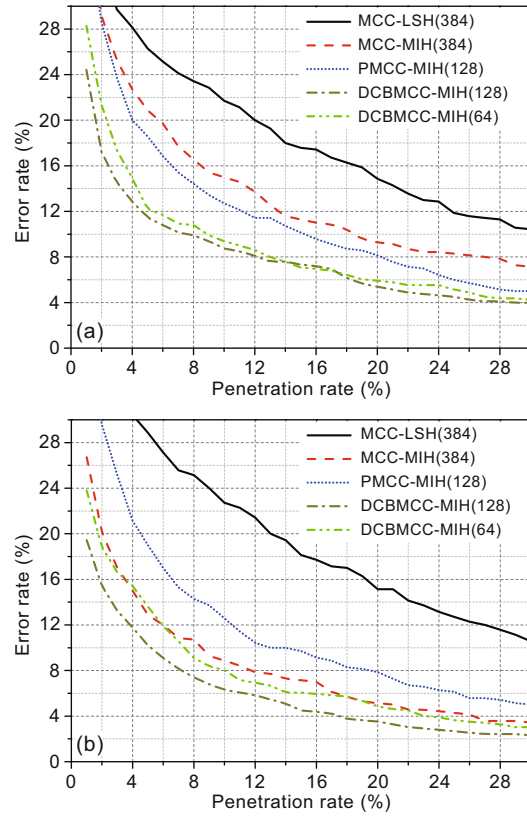 28
24
20
16
12
8
4
0
Error rate (%)
MCC-LSH(384)
MCC-MIH(384)
PMCC-MIH(128)
DCBMCC-MIH(128)
DCBMCC-MIH(64)
(a)
0 4 8 12 16 20 24 28
Penetration rate (%)
28
24
20
16
12
8
4
0
Error rate (%)
MCC-LSH(384)
MCC-MIH(384)
PMCC-MIH(128)
DCBMCC-MIH(128)
DCBMCC-MIH(64)
(b)
0 4 8 12 16 20 24 28
Penetration rate (%)